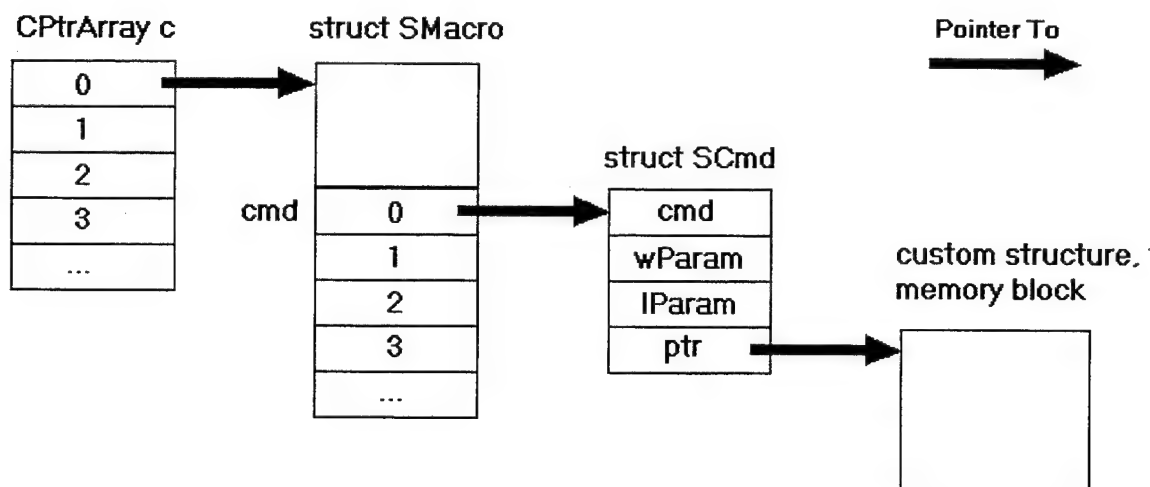 CPtrArray c
0
1
2
3
...
struct SMacro
cmd
0
1
2
3
...
struct SCmd
cmd
wParam
lParam
ptr
Pointer To
custom structure,
memory block